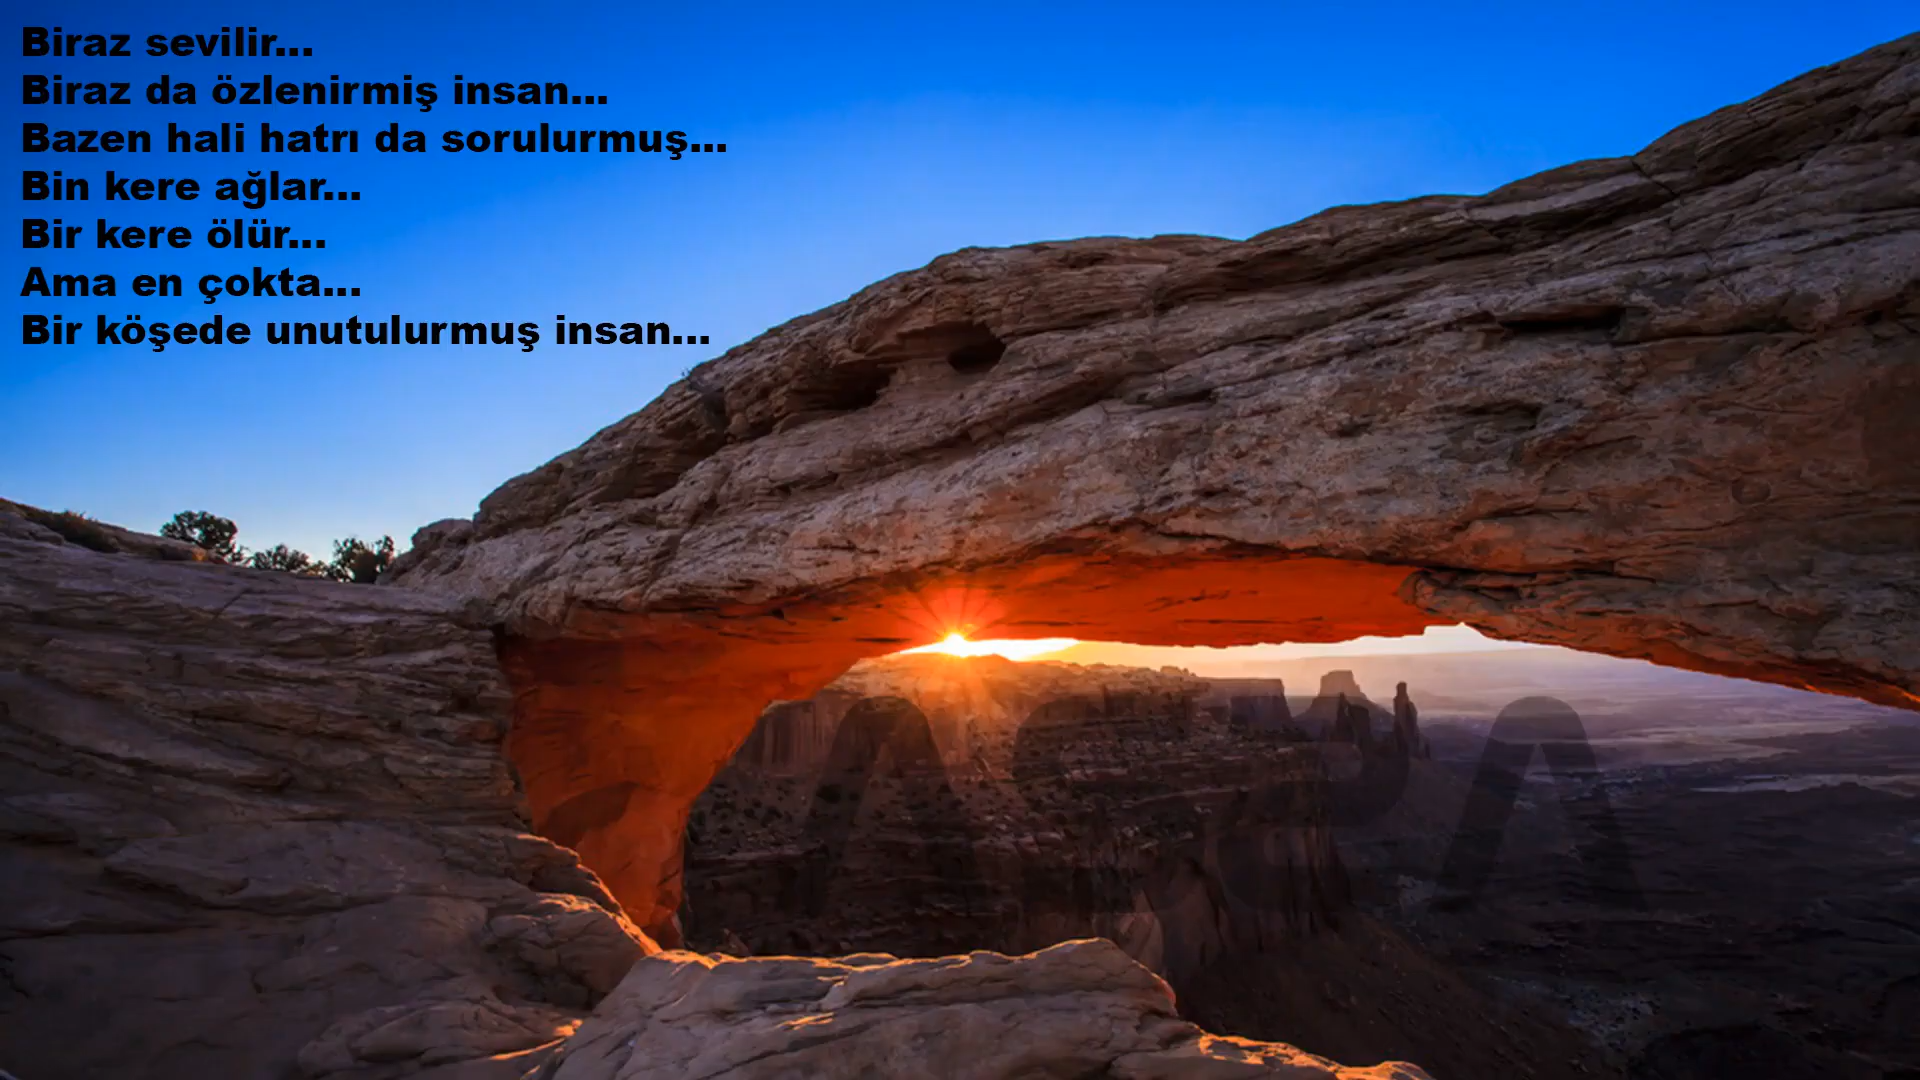 Biraz sevilir...
Biraz da özlenirmiş insan...
Bazen hali hatrı da sorulurmuş...
Bin kere ağlar...
Bir kere ölür...
Ama en çokta...
Bir köşede unutulurmuş insan...